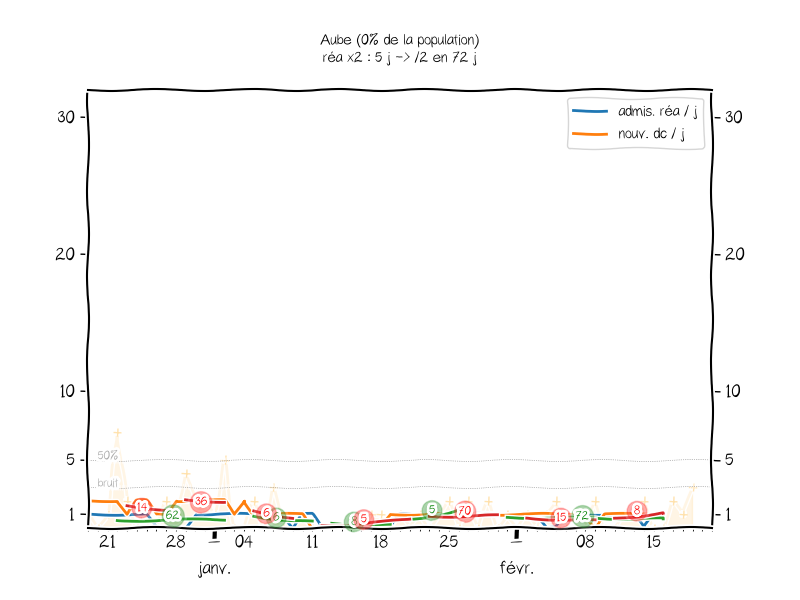 Aube (0% de la population)
réa x2 : 5 j -> /2 en 72 j
30 30
admis. réa / j
nouv. dc / j
20 20
10 10
5 50% 5
bruit
1 14 62 36 6 5 5 70 15 72 8 1
21 28 04 11 18 25 08 15
janv. févr.